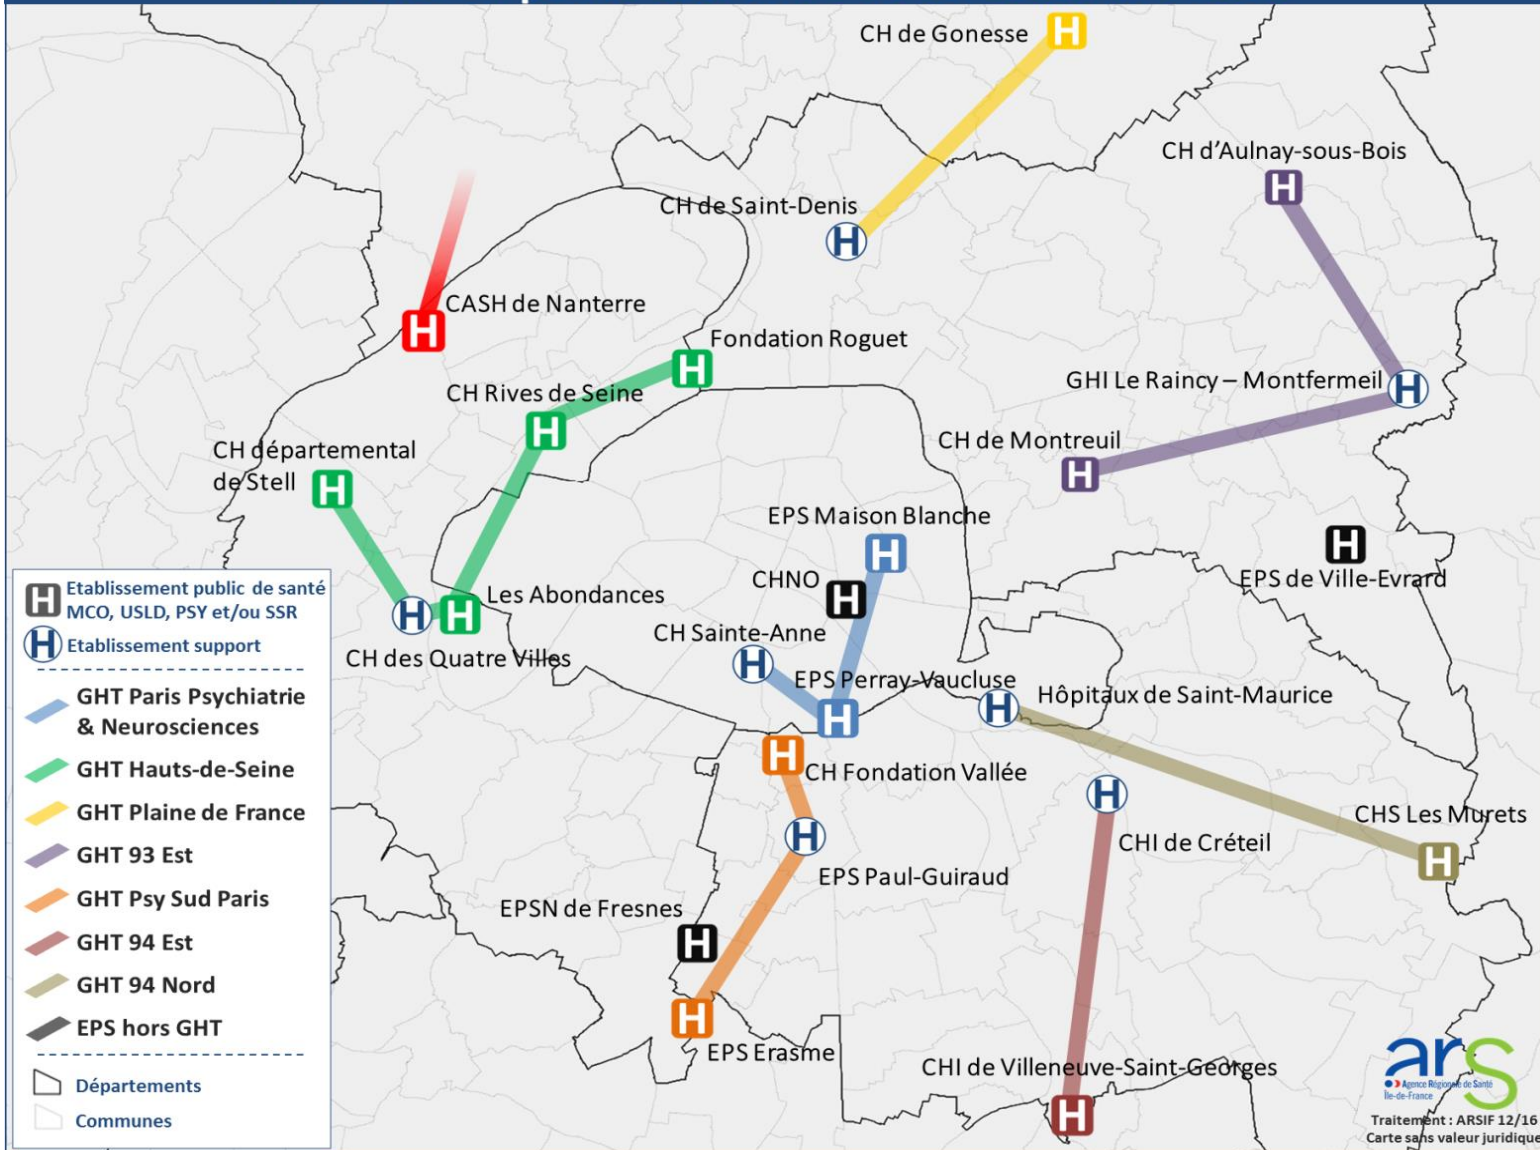 CH de Gonesse
CH d’Aulnay-sous-Bois
CH de Saint-Denis
CASH de Nanterre
Fondation Roguet
GHI Le Raincy – Montfermeil
CH Rives de Seine
CH départemental
de Stell
CH de Montreuil
EPS Maison Blanche
CHNO
EPS de Ville-Evrard
Les Abondances
CH Sainte-Anne
CH des Quatre Villes
EPS Perray-Vaucluse
Hôpitaux de Saint-Maurice
CH Fondation Vallée
CHS Les Murets
CHI de Créteil
EPS Paul-Guiraud
EPSN de Fresnes
EPS Erasme
CHI de Villeneuve-Saint-Georges
H Etablissement public de santé
MCO, USLD, PSY et/ou SSR
H Etablissement support
GHT Paris Psychiatrie
& Neurosciences
GHT Hauts-de-Seine
GHT Plaine de France
GHT 93 Est
GHT Psy Sud Paris
GHT 94 Est
GHT 94 Nord
EPS hors GHT
Départements
Communes
ars
Agence Régionale de Santé
Île-de-France
Traitement : ARSIF 12/16
Carte sans valeur juridique